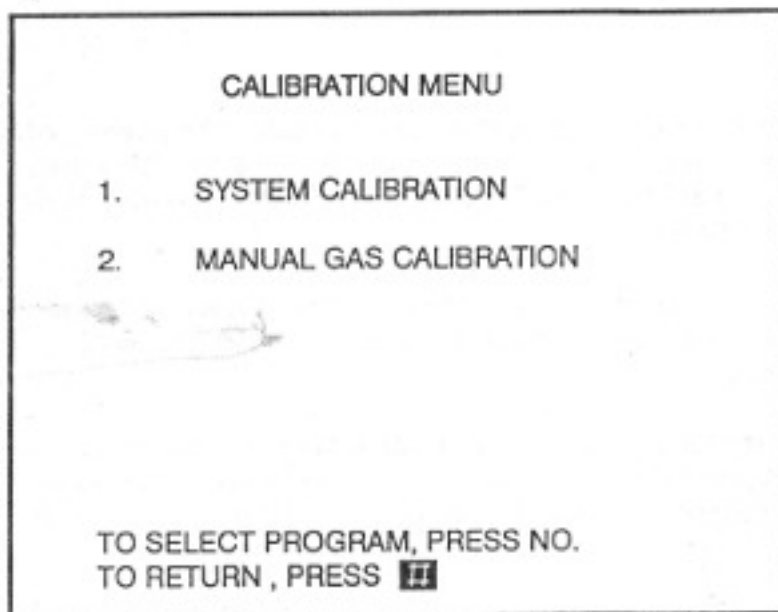 CALIBRATION MENU
1. SYSTEM CALIBRATION
2. MANUAL GAS CALIBRATION
TO SELECT PROGRAM, PRESS NO.
TO RETURN , PRESS #